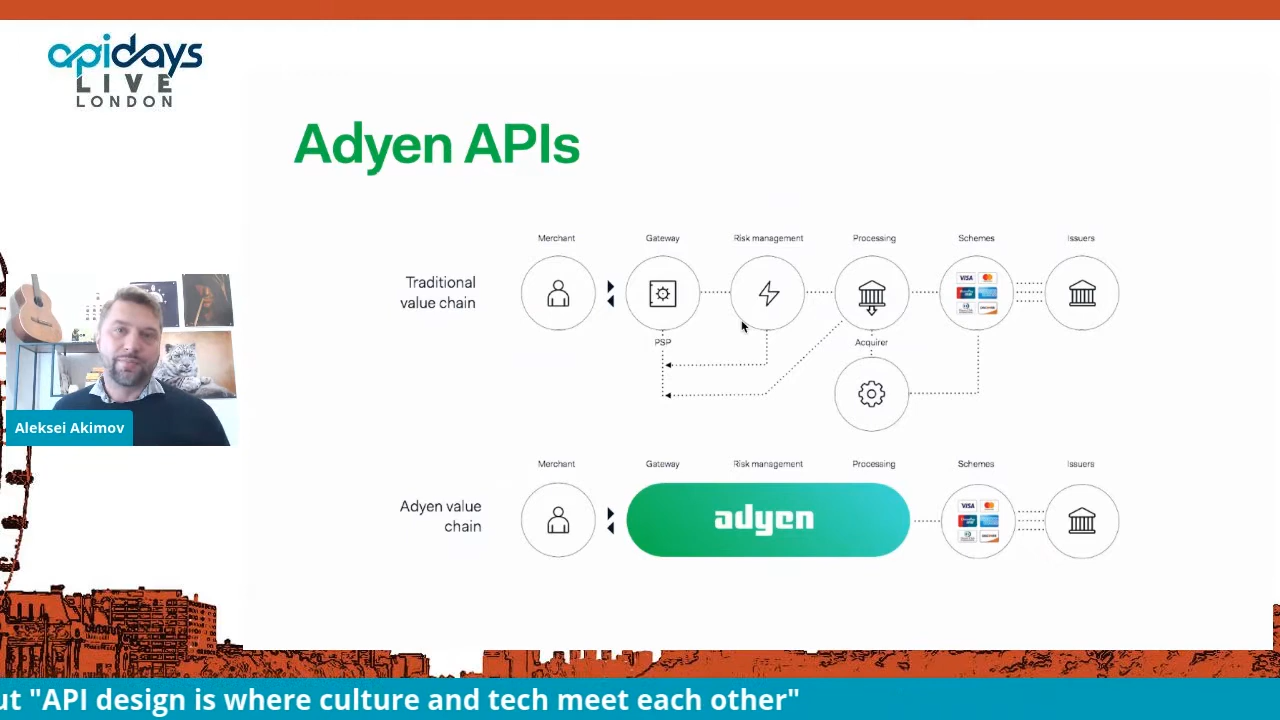 apidays
LIVE
LONDON
Adyen APIs
Merchant Gateway Risk management Processing Schemes Issuers
Traditional
value chain
VISA
PSP
Acquirer
Merchant Gateway Risk management Processing Schemes Issuers
Adyen value
chain
adyen
VISA
Aleksei Akimov
ut "API design is where culture and tech meet each other"